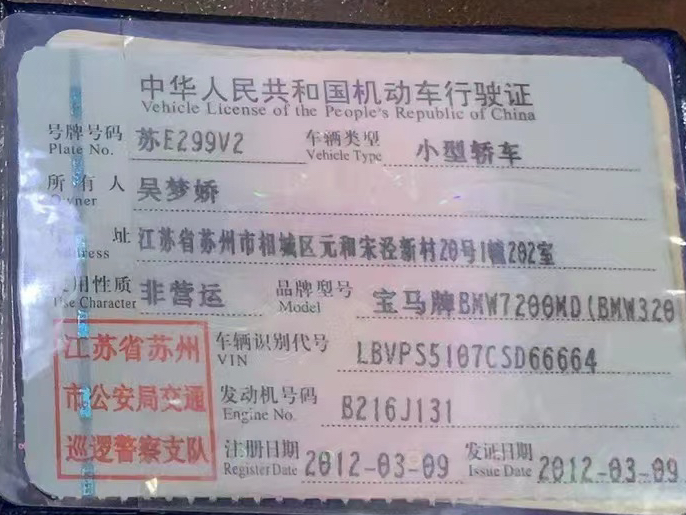 中华人民共和国机动车行驶证
Vehicle License of the People's Republic of China
号牌号码 苏E299V2 车辆类型 小型轿车
Plate No. Vehicle Type
所有人 吴梦娇
Owner
址 江苏省苏州市相城区元和宋泾新村20号1幢202室
Address
使用性质 非营运 品牌型号 宝马牌BMW7200MD(BMW320
Use Character Model
江苏省苏州 车辆识别代号 LBVPS5107CSD66664
VIN
市公安局交通 发动机号码 B216J131
Engine No.
巡逻警察支队 注册日期 2012-03-09 发证日期 2012-03-09
Register Date Issue Date